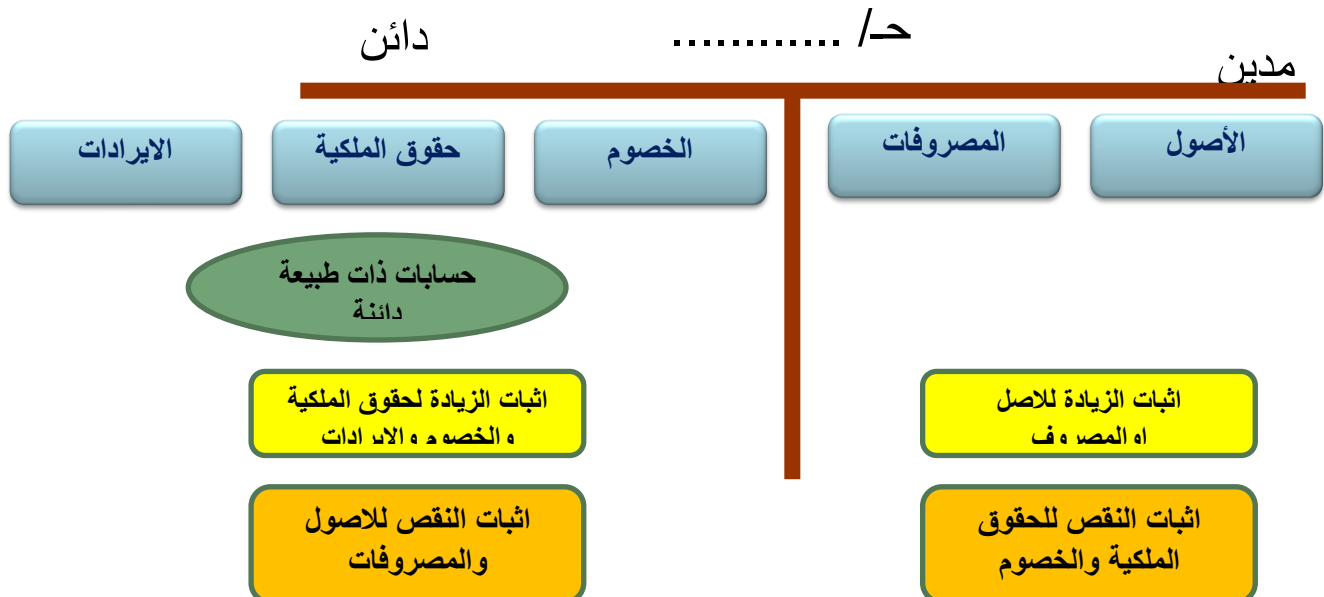 مدين
حـ/ ............
دائن
الأصول
المصروفات
الخصوم
حقوق الملكية
الايرادات
حسابات ذات طبيعة
دائنة
اثبات الزيادة للاصل
او المصروف
اثبات الزيادة لحقوق الملكية
والخصوم والايرادات
اثبات النقص للحقوق
الملكية والخصوم
اثبات النقص للاصول
والمصروفات